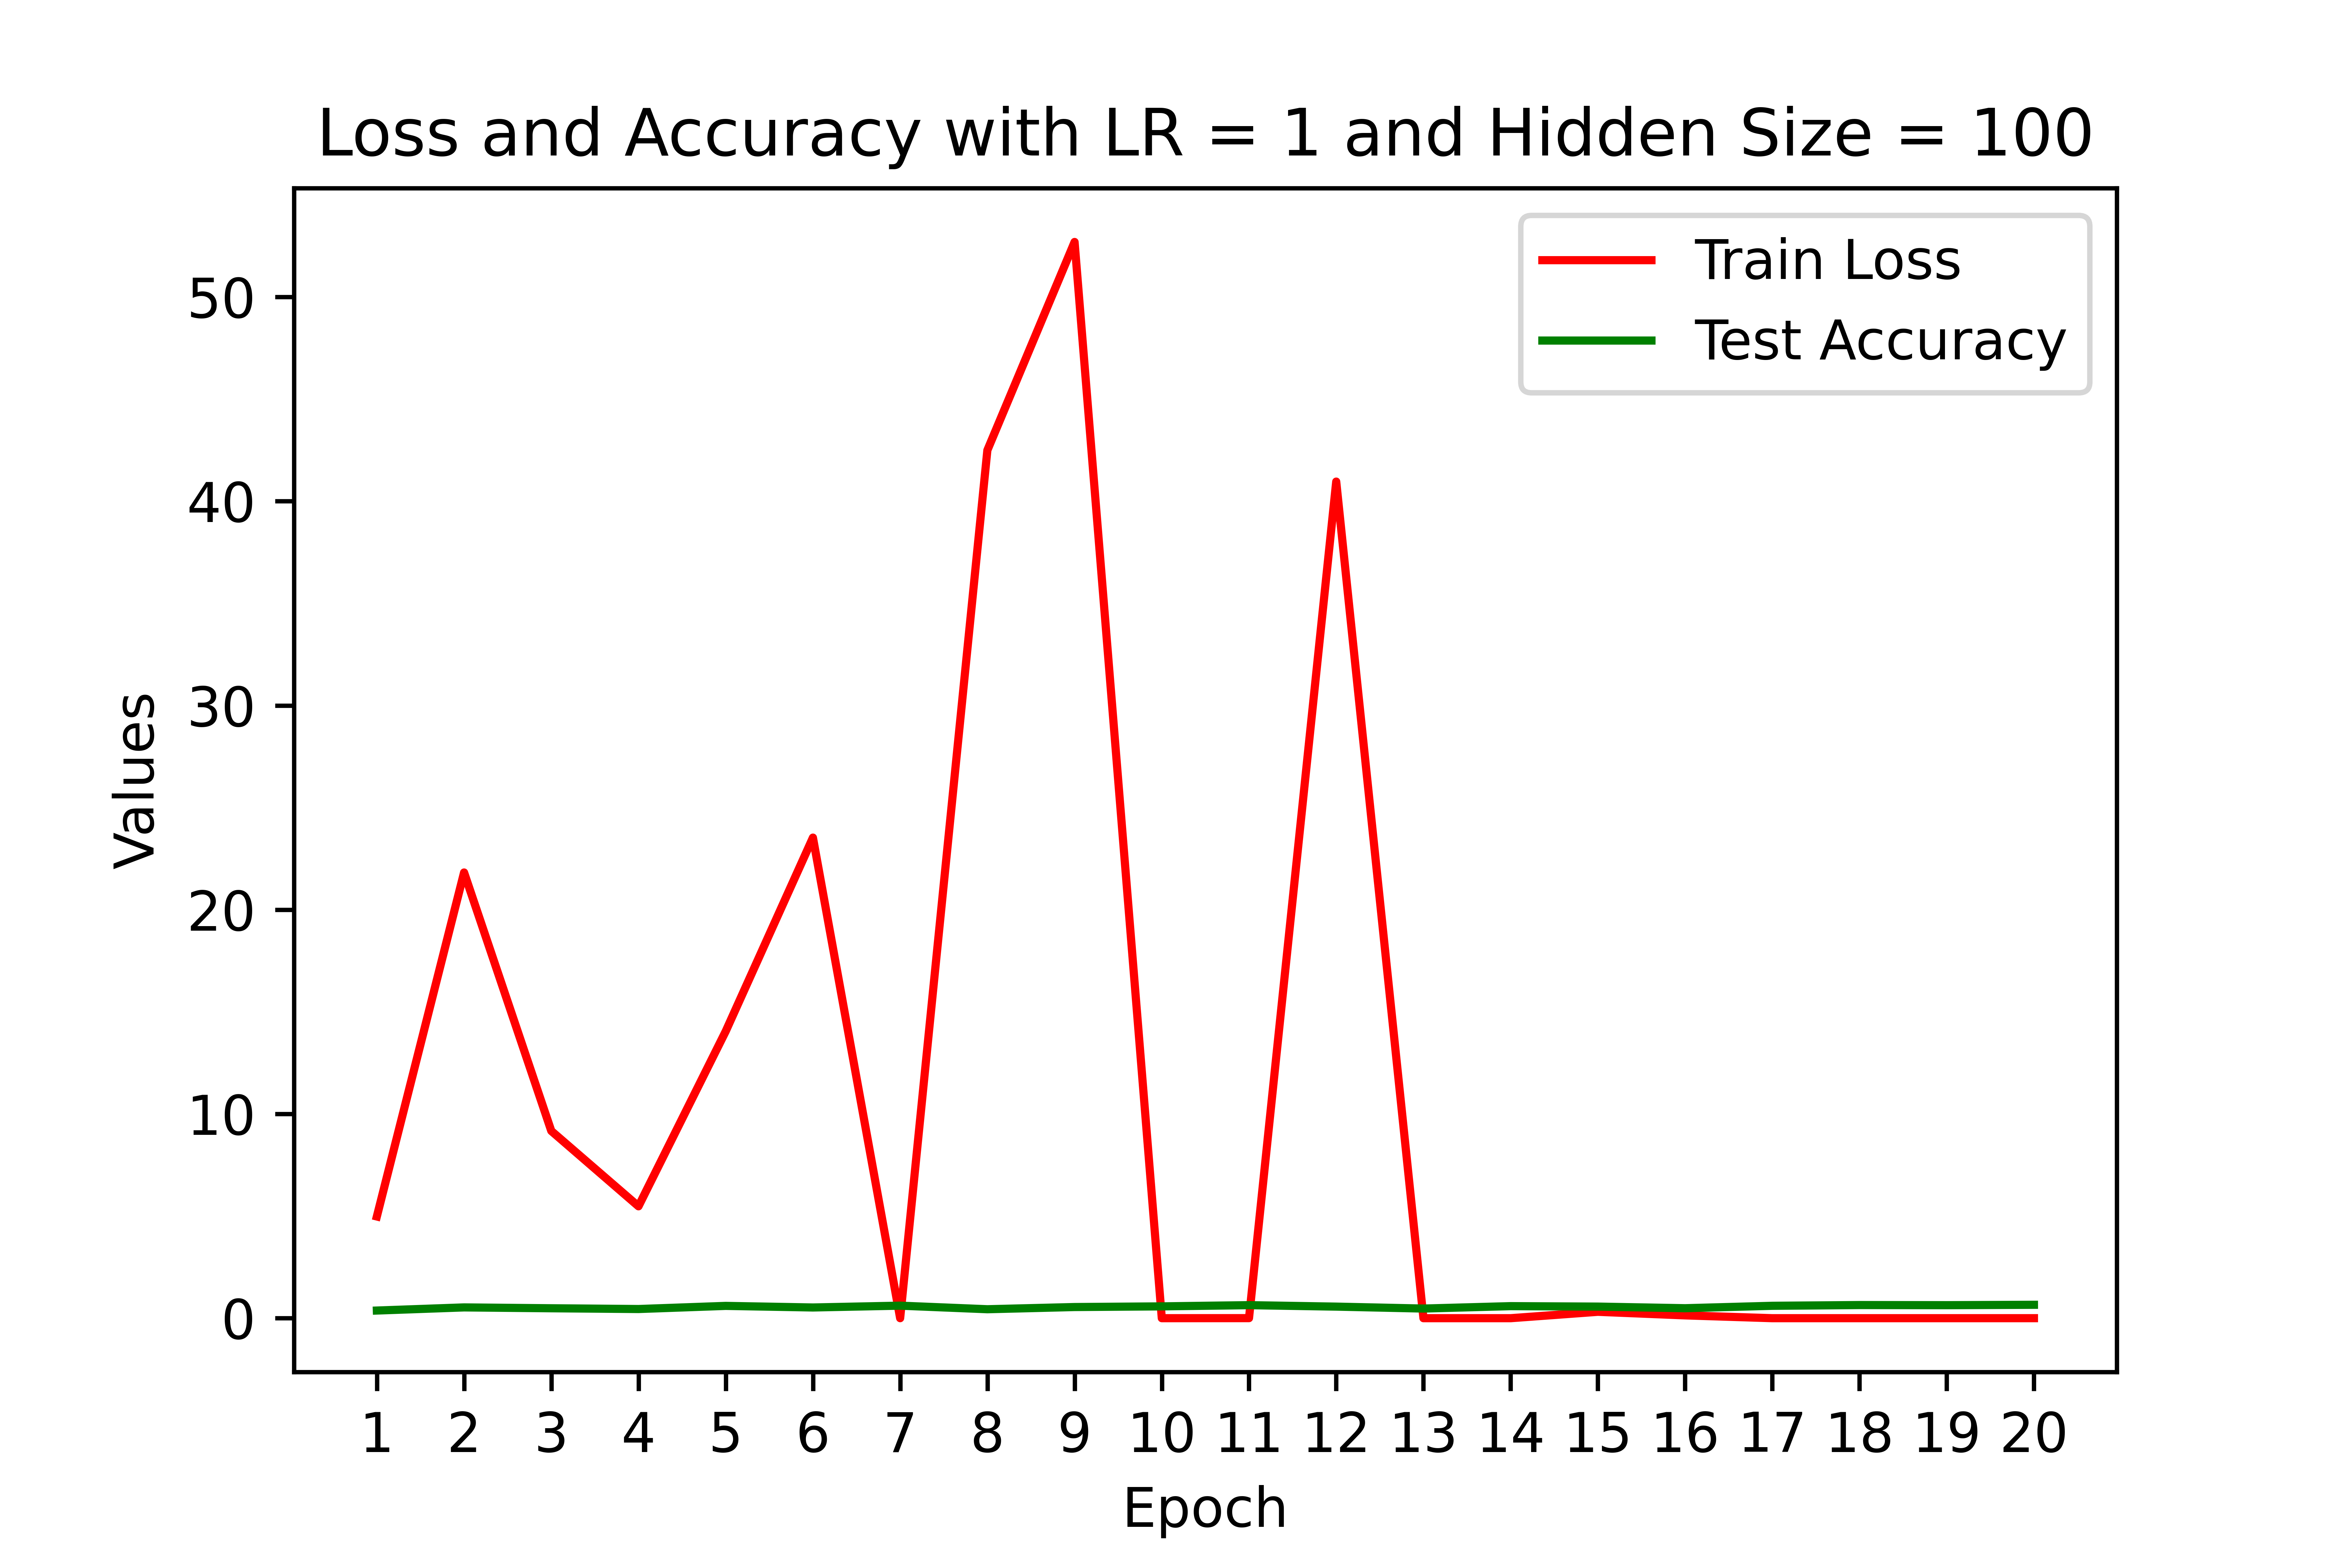 Loss and Accuracy with LR = 1 and Hidden Size = 100
Train Loss
Test Accuracy
50
40
30
20
10
0
Values
1 2 3 4 5 6 7 8 9 10 11 12 13 14 15 16 17 18 19 20
Epoch